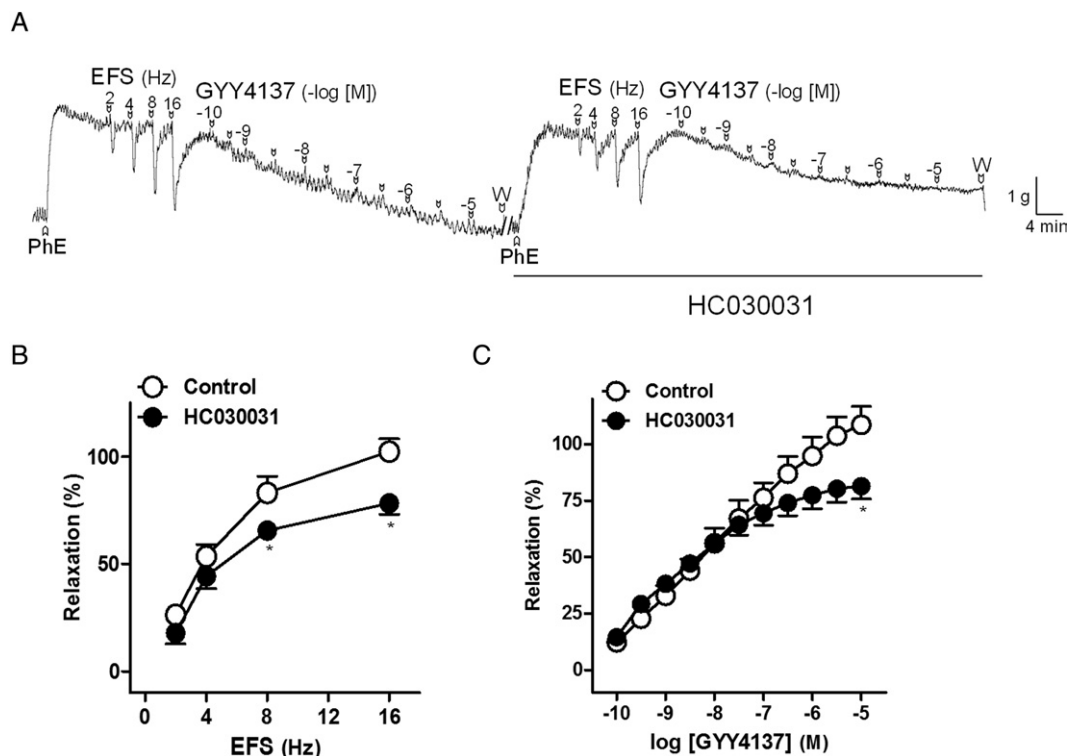 A
EFS (Hz)
GYY4137 (-log [M])
2 4 8 16
-10
-9
-8
-7
-6
-5
W
PhE
EFS (Hz)
GYY4137 (-log [M])
2 4 8 16
-10
-9
-8
-7
-6
-5
W
PhE
1 g
4 min
HC030031
B
Control
HC030031
Relaxation (%)
100
50
0
0 4 8 12 16
EFS (Hz)
*
*
C
Control
HC030031
Relaxation (%)
100
75
50
25
0
-10 -9 -8 -7 -6 -5
log [GYY4137] (M)
*